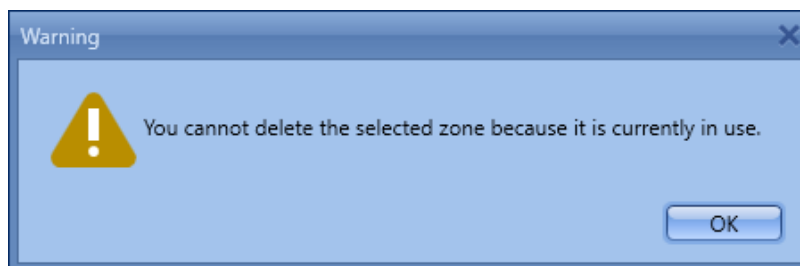 Warning
You cannot delete the selected zone because it is currently in use.
OK